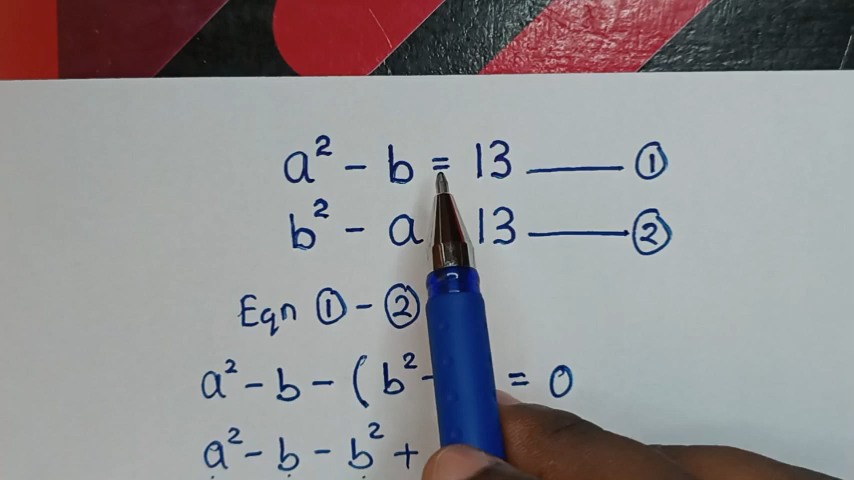 a² - b = 13 ——— ①
b² - a 13 ——— ②
Eqn ① - ②
a² - b - (b² - = 0
a² - b - b² +